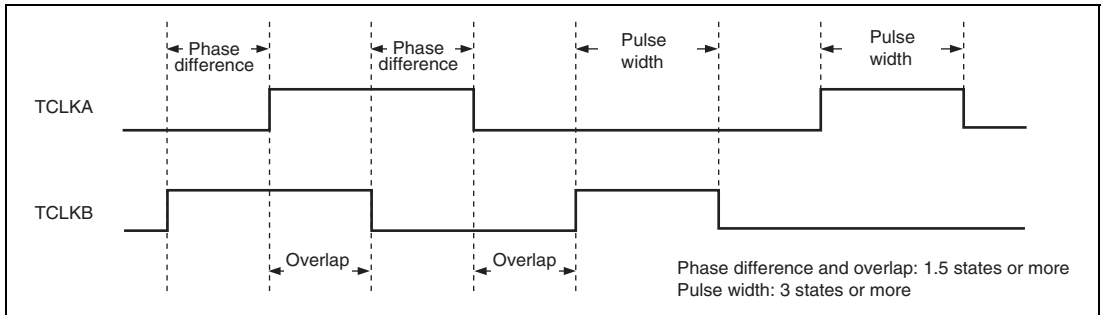 Phase
difference
Phase
difference
Pulse
width
Pulse
width
TCLKA
TCLKB
Overlap
Overlap
Phase difference and overlap: 1.5 states or more
Pulse width: 3 states or more